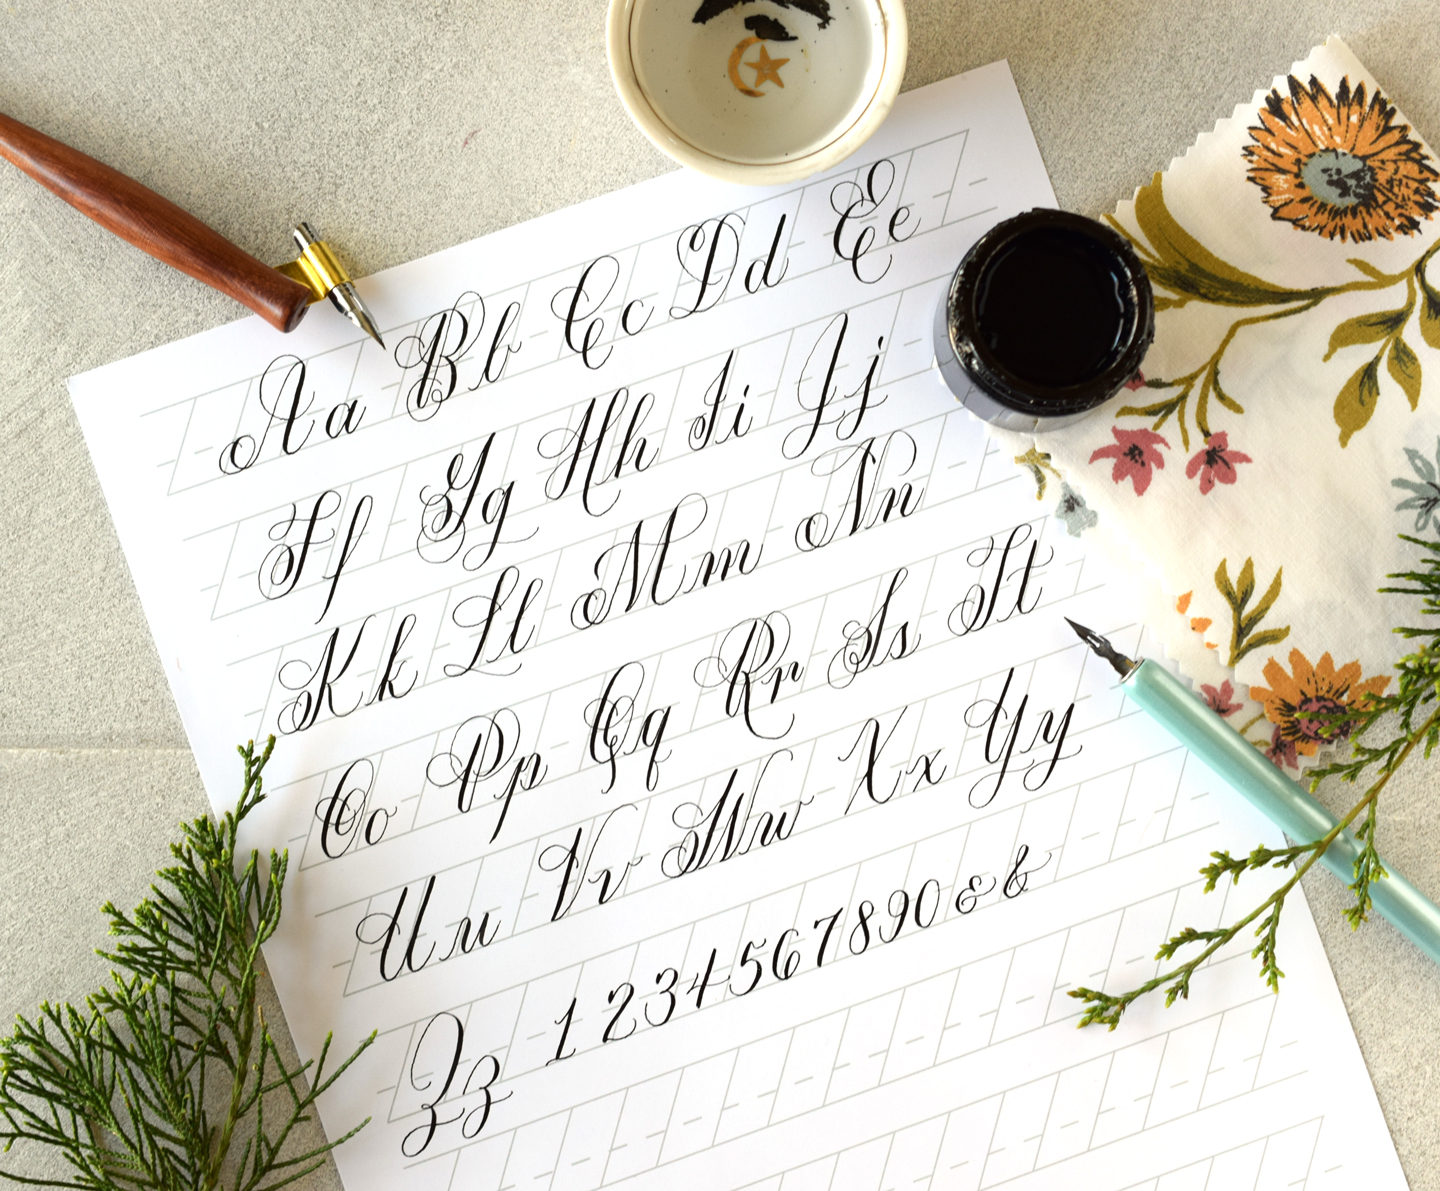 Aa Bb Cc Dd Ee
Ff Gg Hh Ii Jj
Kk Ll Mm Nn
Oo Pp Qq Rr Ss Tt
Uu Vv Ww Xx Yy
Zz 1234567890 & &